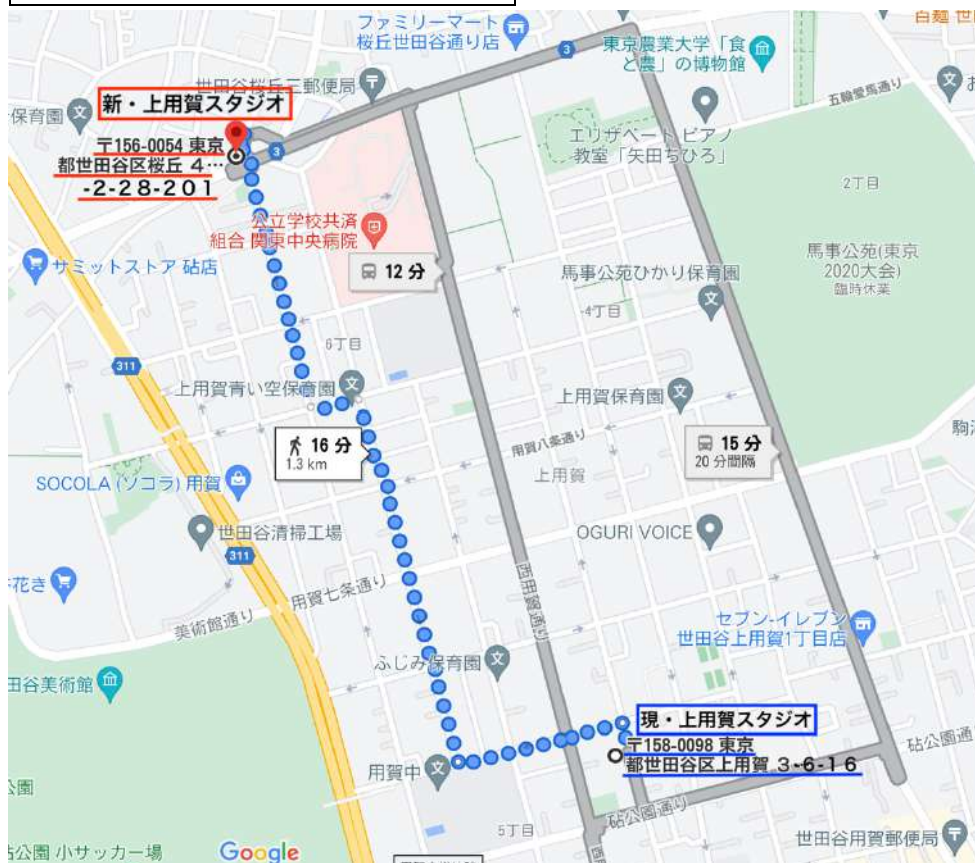 ファミリーマート
桜丘世田谷通り店
3
東京農業大学「食
と農」の博物館
世田谷桜丘三郵便局
五輪愛馬通り
新・上用賀スタジオ
保育園
エリザベート ピアノ
教室「矢田ちひろ」
〒156-0054 東京
都世田谷区桜丘 4…
-2-28-201
3
2丁目
公立学校共済
組合 関東中央病院
サミットストア 砧店
12 分
馬事公苑ひかり保育園
馬事公苑(東京
2020大会)
臨時休業
-4丁目
6丁目
311
上用賀青い空保育園
上用賀保育園
16 分
1.3 km
用賀八条通り
15 分
20 分間隔
上用賀
SOCOLA (ソコラ) 用賀
世田谷清掃工場
OGURI VOICE
311
花き
用賀七条通り
美術館通り
西用賀通り
セブン-イレブン
世田谷上用賀1丁目店
ふじみ保育園
田谷美術館
現・上用賀スタジオ
〒158-0098 東京
都世田谷区上用賀 3-6-16
砧公園通
用賀中
公園
砧公園通り
5丁目
世田谷用賀郵便局
公園 小サッカー場
Google